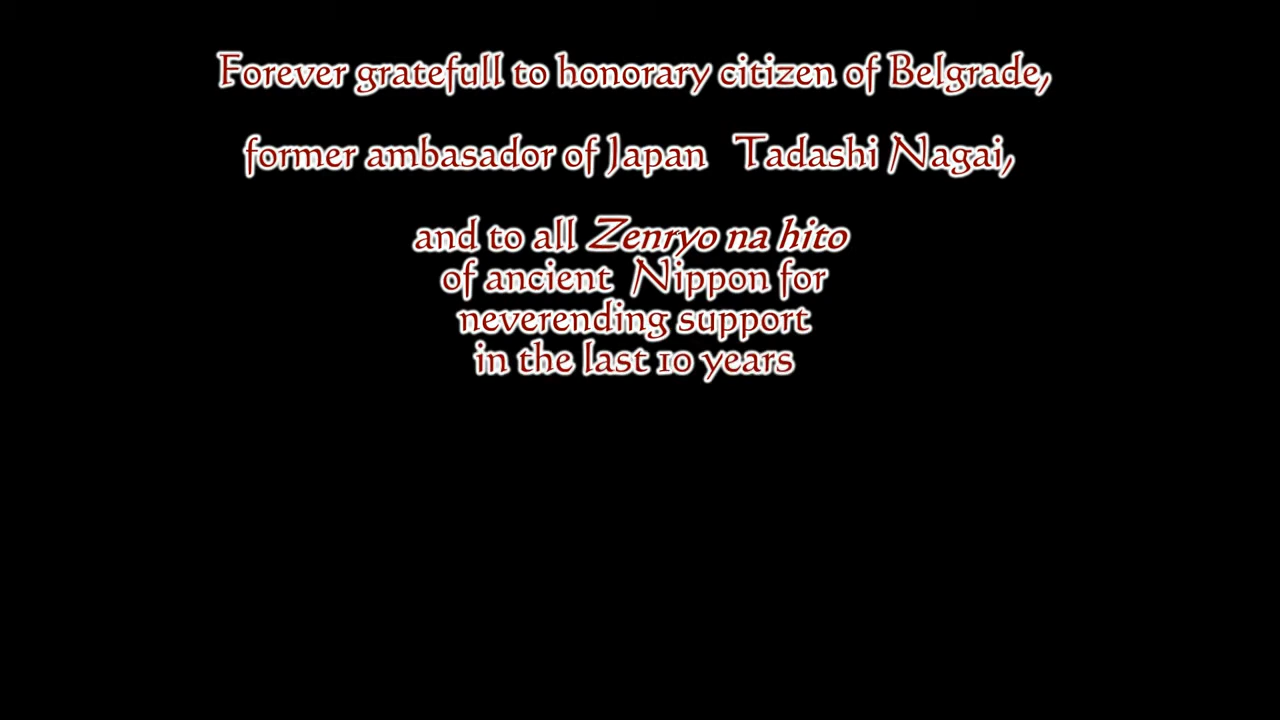 Forever gratefull to honorary citizen of Belgrade,
former ambasador of Japan Tadashi Nagai,
and to all Zenryo na hito
of ancient Nippon for
neverending support
in the last 10 years